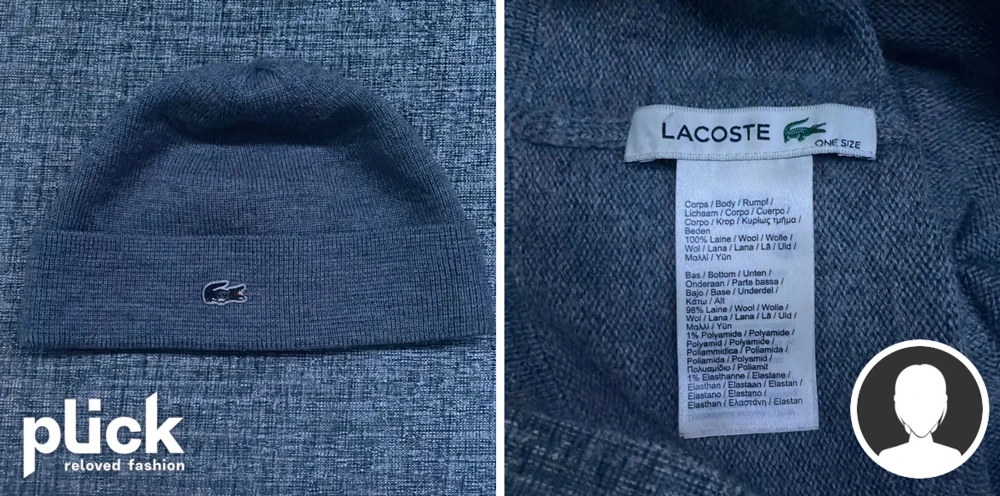 plick
reloved fashion
LACOSTE
ONE SIZE
Corps / Body / Rumpf /
Lichaam / Corpo / Cuerpo /
Corpo / Krop / Κυρίως τμήμα /
Beden
100% Laine / Wool / Wolle /
Wol / Lana / Lana / Lã / Uld /
Μαλλί / Yün
Bas / Bottom / Unten /
Onderaan / Parte bassa /
Bajo / Base / Underdel /
Κάτω / Alt
98% Laine / Wool / Wolle /
Wol / Lana / Lana / Lã / Uld /
Μαλλί / Yün
1% Polyamide / Polyamide /
Polyamid / Polyamide /
Poliammidica / Poliamida /
Poliamida / Polyamid /
Πολυαμίδιο / Poliamit
1% Elasthanne / Elastane /
Elasthan / Elastaan / Elastan /
Elastano / Elastano /
Elasthan / Ελαστάνη / Elastan